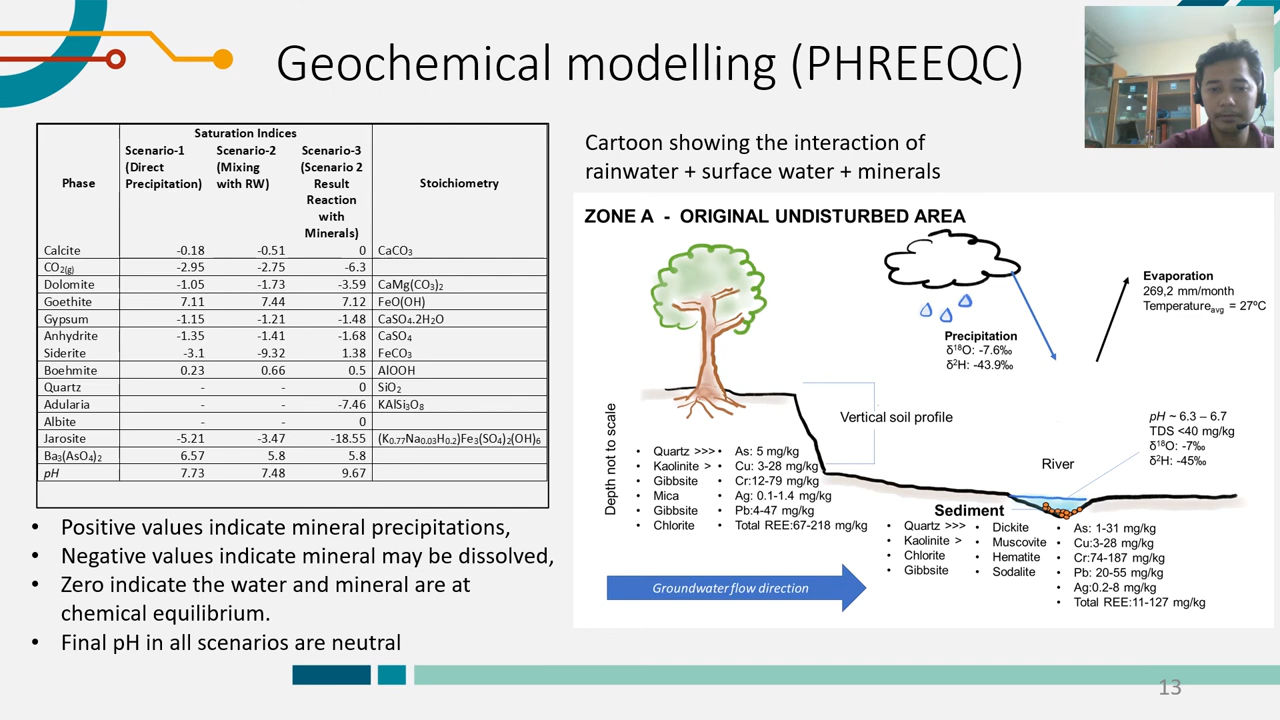 Geochemical modelling (PHREEQC)
Phase
Saturation Indices
Stoichiometry
Scenario-1 (Direct Precipitation)
Scenario-2 (Mixing with RW)
Scenario-3 (Scenario 2 Result Reaction with Minerals)
Calcite -0.18 -0.51 0 CaCO₃
CO₂₍g₎ -2.95 -2.75 -6.3
Dolomite -1.05 -1.73 -3.59 CaMg(CO₃)₂
Goethite 7.11 7.44 7.12 FeO(OH)
Gypsum -1.15 -1.21 -1.48 CaSO₄.2H₂O
Anhydrite -1.35 -1.41 -1.68 CaSO₄
Siderite -3.1 -9.32 1.38 FeCO₃
Boehmite 0.23 0.66 0.5 AlOOH
Quartz - - 0 SiO₂
Adularia - - -7.46 KAlSi₃O₈
Albite - - 0
Jarosite -5.21 -3.47 -18.55 (K₀.₇₇Na₀.₀₃H₀.₂)Fe₃(SO₄)₂(OH)₆
Ba₃(AsO₄)₂ 6.57 5.8 5.8
pH 7.73 7.48 9.67
• Positive values indicate mineral precipitations,
• Negative values indicate mineral may be dissolved,
• Zero indicate the water and mineral are at
chemical equilibrium.
• Final pH in all scenarios are neutral
Cartoon showing the interaction of
rainwater + surface water + minerals
ZONE A - ORIGINAL UNDISTURBED AREA
Evaporation
269,2 mm/month
Temperatureavg = 27ºC
Precipitation
δ¹⁸O: -7.6‰
δ²H: -43.9‰
Vertical soil profile
pH ~ 6.3 – 6.7
TDS <40 mg/kg
δ¹⁸O: -7‰
δ²H: -45‰
River
Depth not to scale
• Quartz >>>
• Kaolinite >
• Gibbsite
• Mica
• Gibbsite
• Chlorite
• As: 5 mg/kg
• Cu: 3-28 mg/kg
• Cr:12-79 mg/kg
• Ag: 0.1-1.4 mg/kg
• Pb:4-47 mg/kg
• Total REE:67-218 mg/kg
Sediment
• Quartz >>>
• Kaolinite >
• Chlorite
• Gibbsite
• Dickite
• Muscovite
• Hematite
• Sodalite
• As: 1-31 mg/kg
• Cu:3-28 mg/kg
• Cr:74-187 mg/kg
• Pb: 20-55 mg/kg
• Ag:0.2-8 mg/kg
• Total REE:11-127 mg/kg
Groundwater flow direction
13